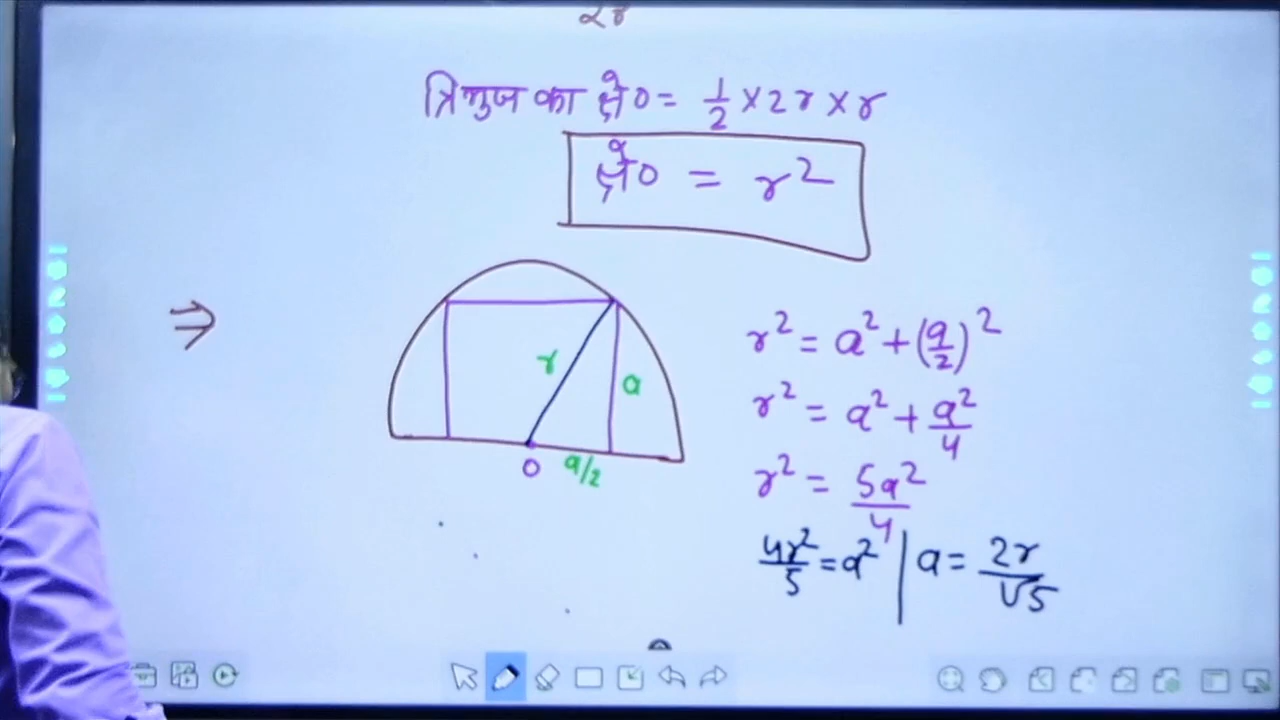 2r
त्रिभुज का क्षे०= 1/2 × 2r × r
क्षे० = r²
⇒
r
a
O
a/2
r² = a² + (a/2)²
r² = a² + a²/4
r² = 5a²/4
4r²/5 = a² | a = 2r/√5